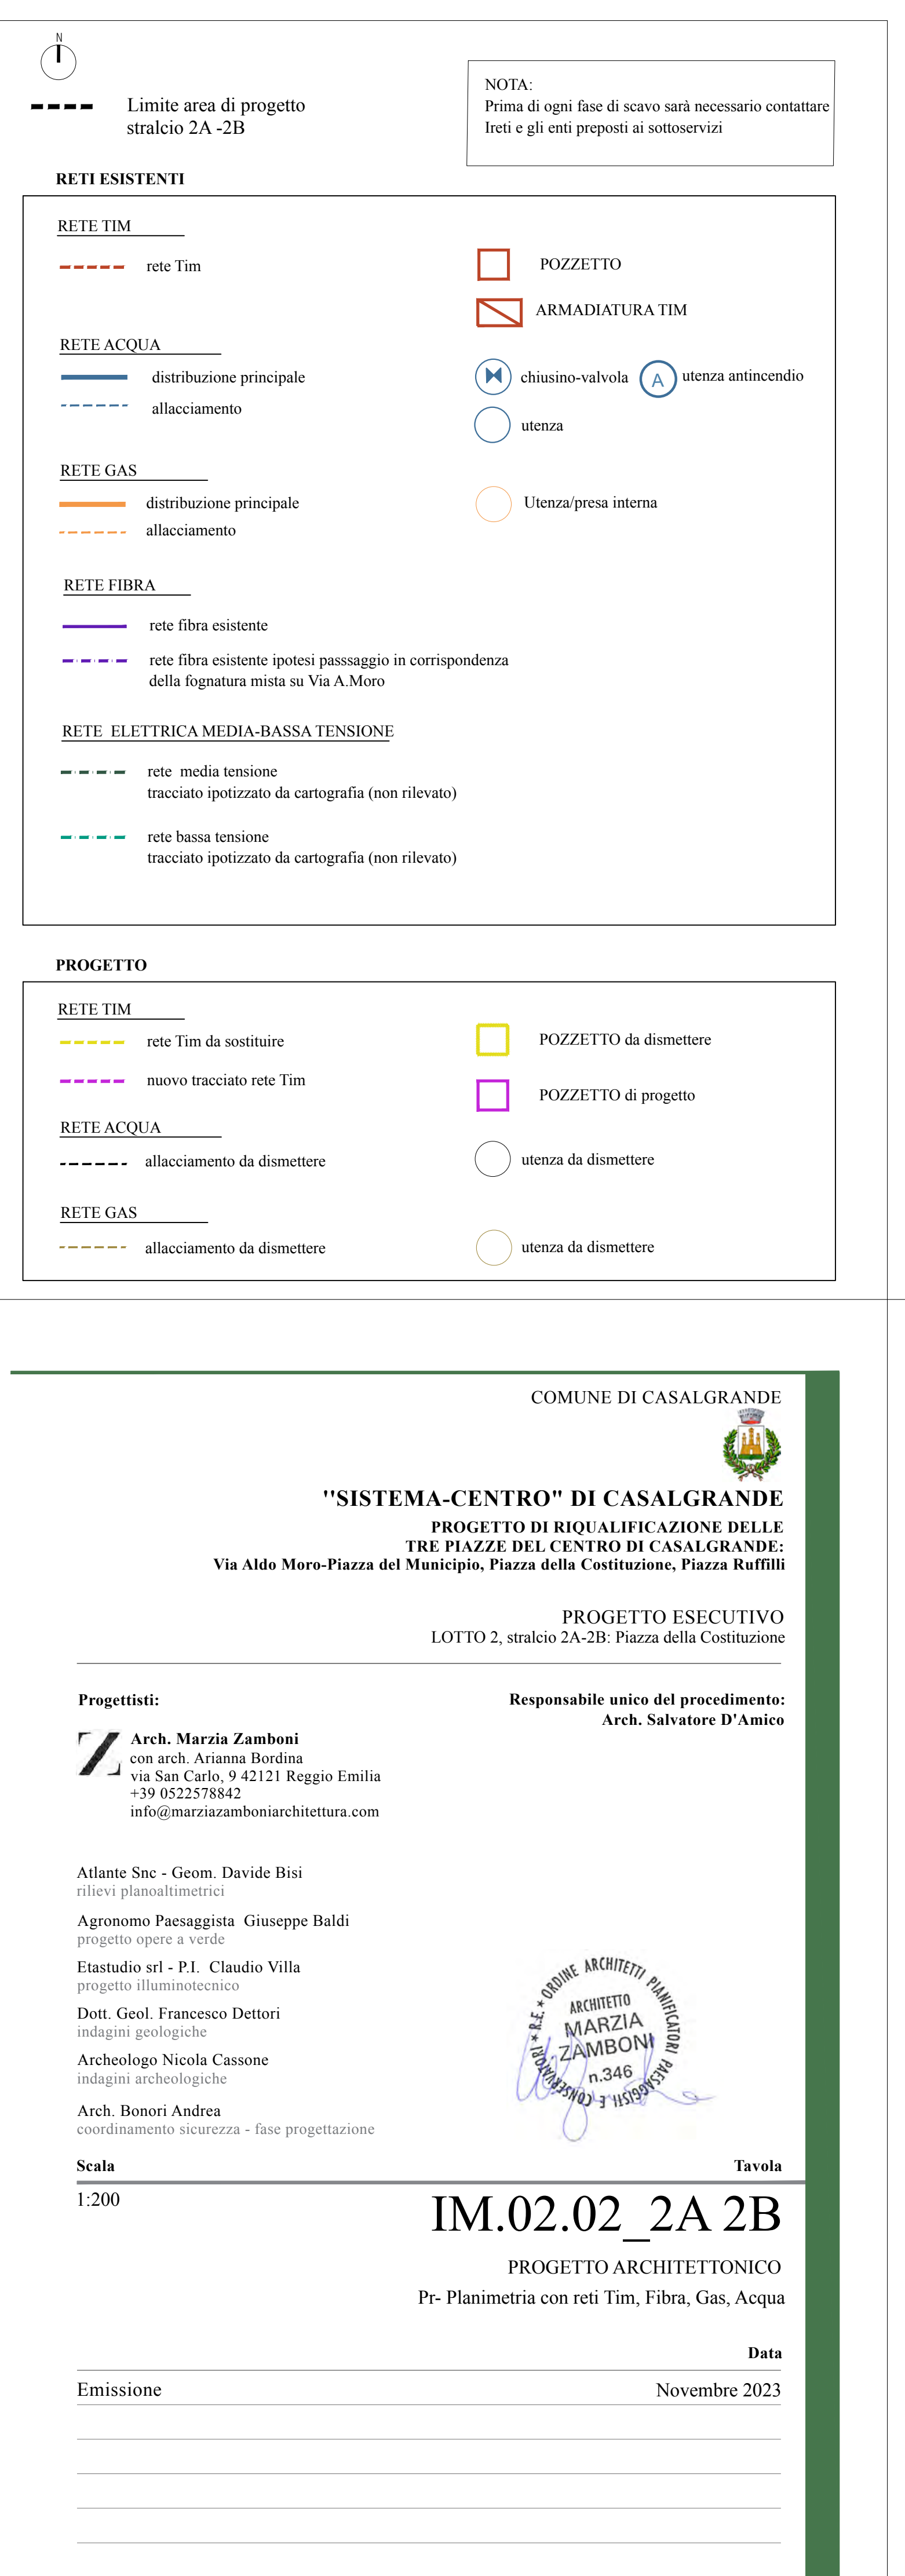 N
Limite area di progetto
stralcio 2A -2B
NOTA:
Prima di ogni fase di scavo sarà necessario contattare
Ireti e gli enti preposti ai sottoservizi
RETI ESISTENTI
RETE TIM
rete Tim
POZZETTO
ARMADIATURA TIM
RETE ACQUA
distribuzione principale
chiusino-valvola
A
utenza antincendio
allacciamento
utenza
RETE GAS
distribuzione principale
Utenza/presa interna
allacciamento
RETE FIBRA
rete fibra esistente
rete fibra esistente ipotesi passsaggio in corrispondenza
della fognatura mista su Via A.Moro
RETE ELETTRICA MEDIA-BASSA TENSIONE
rete media tensione
tracciato ipotizzato da cartografia (non rilevato)
rete bassa tensione
tracciato ipotizzato da cartografia (non rilevato)
PROGETTO
RETE TIM
rete Tim da sostituire
POZZETTO da dismettere
nuovo tracciato rete Tim
POZZETTO di progetto
RETE ACQUA
allacciamento da dismettere
utenza da dismettere
RETE GAS
allacciamento da dismettere
utenza da dismettere
COMUNE DI CASALGRANDE
''SISTEMA-CENTRO" DI CASALGRANDE
PROGETTO DI RIQUALIFICAZIONE DELLE
TRE PIAZZE DEL CENTRO DI CASALGRANDE:
Via Aldo Moro-Piazza del Municipio, Piazza della Costituzione, Piazza Ruffilli
PROGETTO ESECUTIVO
LOTTO 2, stralcio 2A-2B: Piazza della Costituzione
Progettisti:
Responsabile unico del procedimento:
Arch. Salvatore D'Amico
Z
Arch. Marzia Zamboni
con arch. Arianna Bordina
via San Carlo, 9 42121 Reggio Emilia
+39 0522578842
info@marziazamboniarchitettura.com
Atlante Snc - Geom. Davide Bisi
rilievi planoaltimetrici
Agronomo Paesaggista Giuseppe Baldi
progetto opere a verde
Etastudio srl - P.I. Claudio Villa
progetto illuminotecnico
Dott. Geol. Francesco Dettori
indagini geologiche
Archeologo Nicola Cassone
indagini archeologiche
Arch. Bonori Andrea
coordinamento sicurezza - fase progettazione
R.E. ★ ORDINE ARCHITETTI PIANIFICATORI PAESAGGISTI E CONSERVATORI ★
ARCHITETTO
MARZIA
ZAMBONI
n.346
Scala
Tavola
1:200
IM.02.02_2A 2B
PROGETTO ARCHITETTONICO
Pr- Planimetria con reti Tim, Fibra, Gas, Acqua
Data
Emissione
Novembre 2023